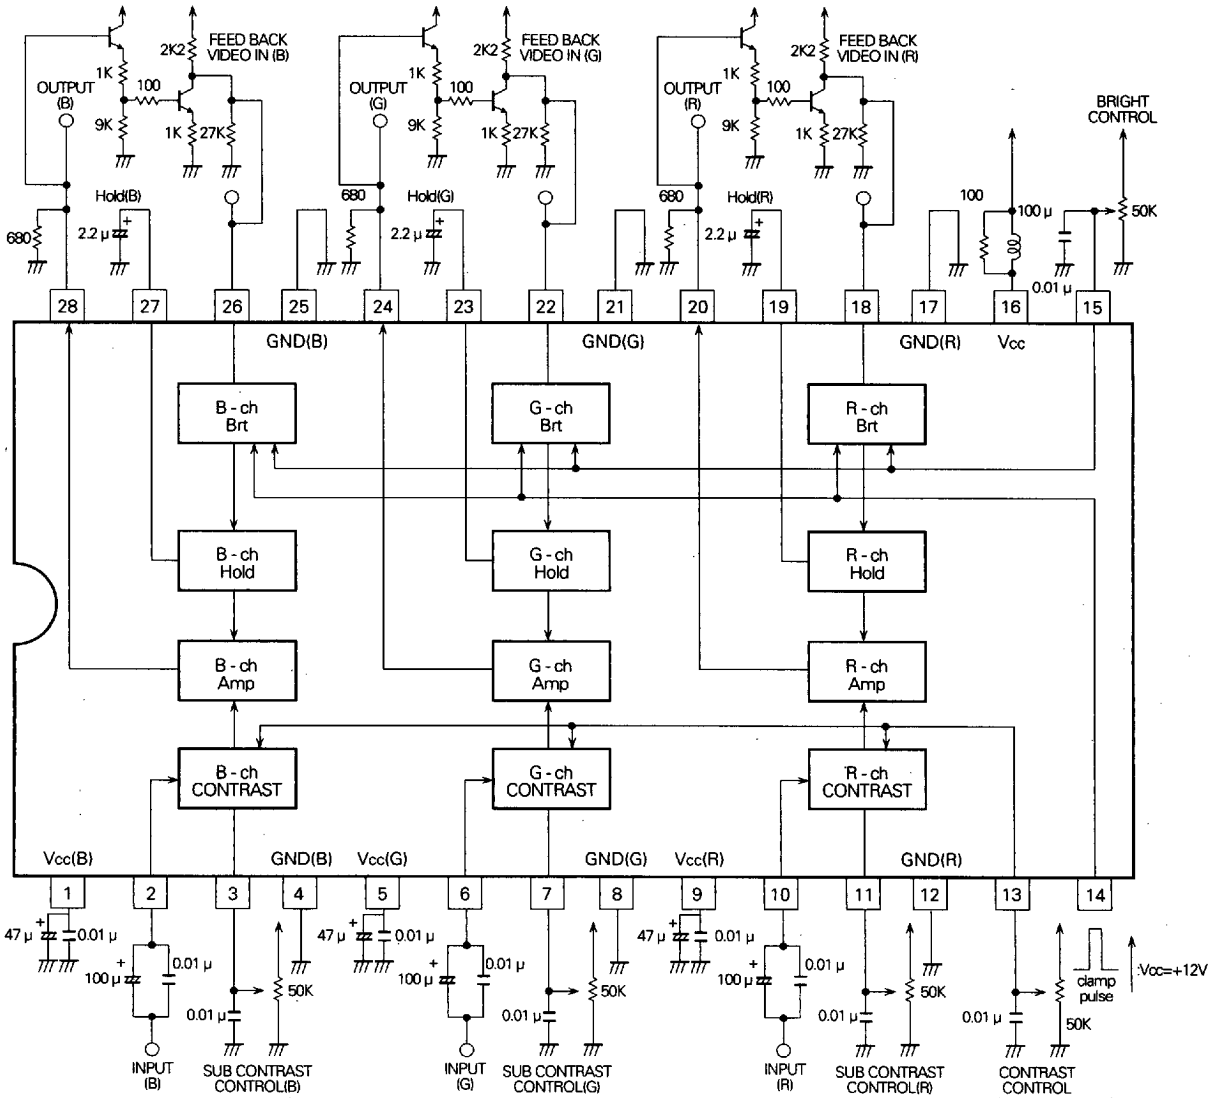 2K2
FEED BACK
VIDEO IN (B)
1K
100
OUTPUT
(B)
9K
1K
27K
Hold(B)
2.2 µ
+
680
2K2
FEED BACK
VIDEO IN (G)
1K
100
OUTPUT
(G)
9K
1K
27K
680
Hold(G)
2.2 µ
+
2K2
FEED BACK
VIDEO IN (R)
1K
100
OUTPUT
(R)
9K
1K
27K
680
Hold(R)
2.2 µ
+
BRIGHT
CONTROL
100
100 µ
50K
0.01 µ
28
27
26
25
24
23
22
21
20
19
18
17
16
15
GND(B)
GND(G)
GND(R)
Vcc
B - ch
Brt
G - ch
Brt
R - ch
Brt
B - ch
Hold
G - ch
Hold
R - ch
Hold
B - ch
Amp
G - ch
Amp
R - ch
Amp
B - ch
CONTRAST
G - ch
CONTRAST
R - ch
CONTRAST
Vcc(B)
GND(B)
Vcc(G)
GND(G)
Vcc(R)
GND(R)
1
2
3
4
5
6
7
8
9
10
11
12
13
14
47 µ
+
0.01 µ
100 µ
+
0.01 µ
0.01 µ
50K
47 µ
+
0.01 µ
100 µ
+
0.01 µ
0.01 µ
50K
47 µ
+
0.01 µ
100 µ
+
0.01 µ
0.01 µ
50K
0.01 µ
50K
clamp
pulse
:Vcc=+12V
INPUT
(B)
SUB CONTRAST
CONTROL(B)
INPUT
(G)
SUB CONTRAST
CONTROL(G)
INPUT
(R)
SUB CONTRAST
CONTROL(R)
CONTRAST
CONTROL